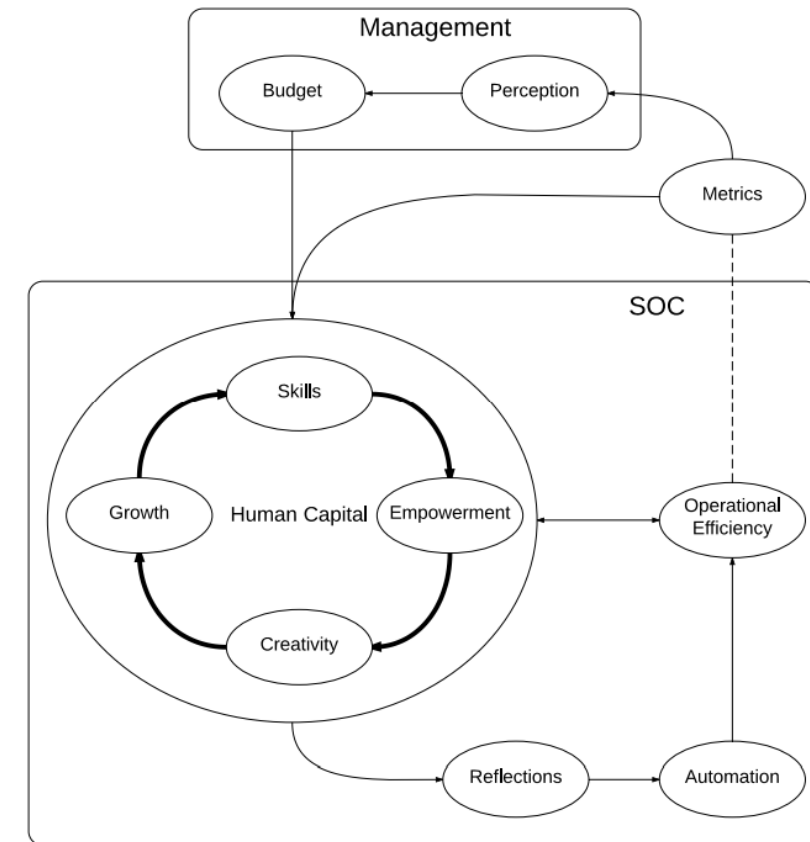 Management
Budget
Perception
Metrics
SOC
Skills
Growth
Human Capital
Empowerment
Operational
Efficiency
Creativity
Reflections
Automation